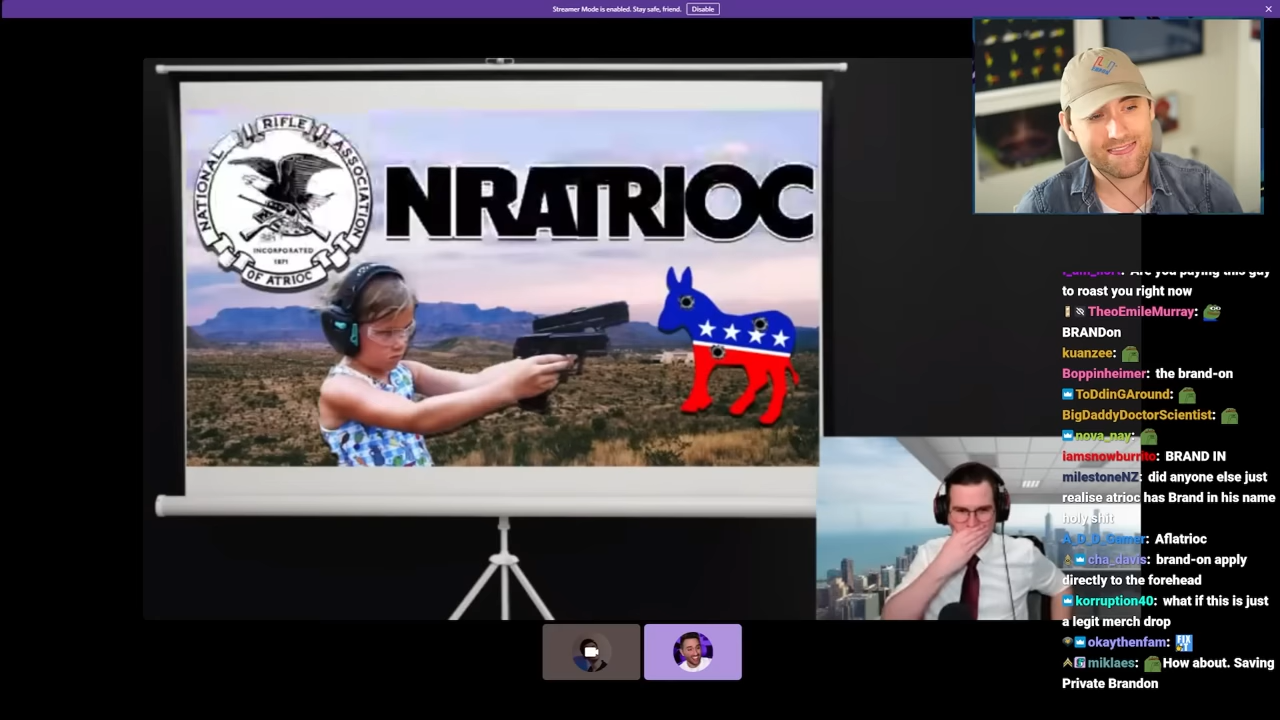 Streamer Mode is enabled. Stay safe, friend. Disable
NATIONAL RIFLE ASSOCIATION
INCORPORATED
1871
OF ATRIOC
NRATRIOC
Are you paying this guy
to roast you right now
TheoEmileMurray:
BRANDon
kuanzee:
Boppinheimer: the brand-on
ToDdinGAround:
BigDaddyDoctorScientist:
nova_nay:
iamsnowburrito: BRAND IN
milestoneNZ: did anyone else just
realise atrioc has Brand in his name
holy shit
A_D_D_Gamer: Aflatrioc
cha_davis: brand-on apply
directly to the forehead
korruption40: what if this is just
a legit merch drop
okaythenfam: FIX IT
miklaes: How about. Saving
Private Brandon